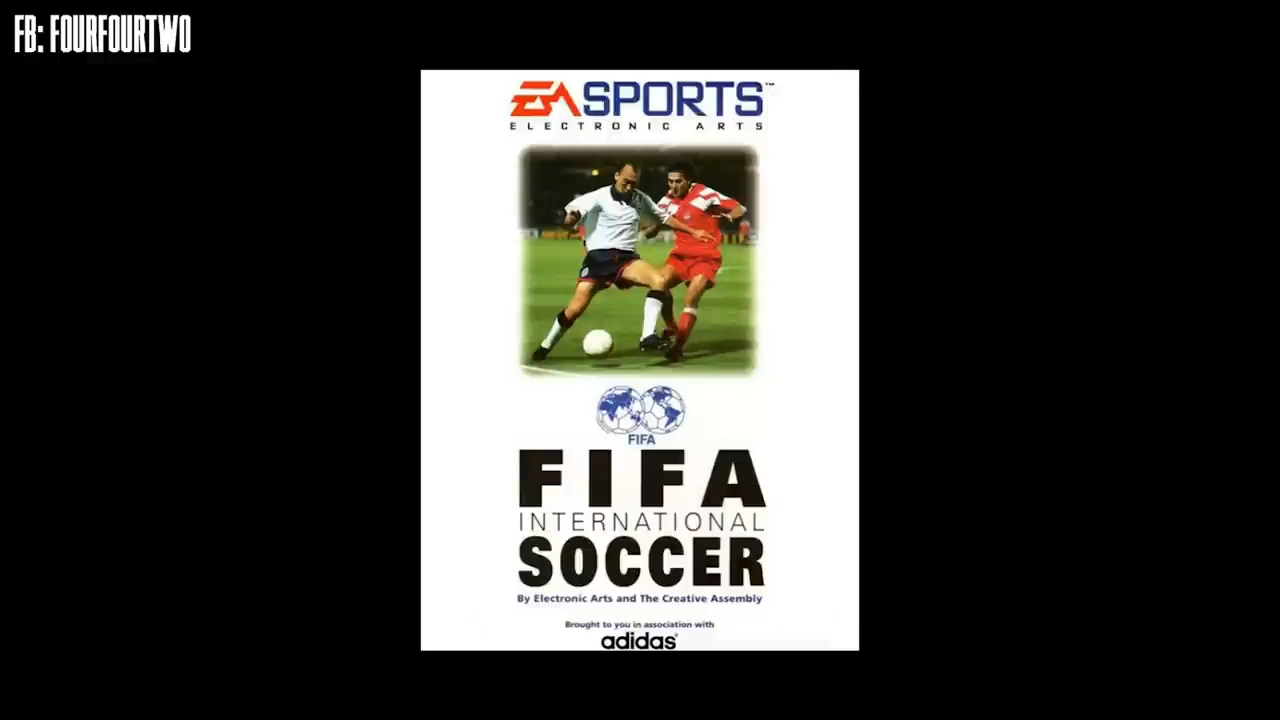 FB: FOURFOURTWO
EA SPORTS™
ELECTRONIC ARTS
FIFA
FIFA
INTERNATIONAL
SOCCER
By Electronic Arts and The Creative Assembly
Brought to you in association with
adidas®